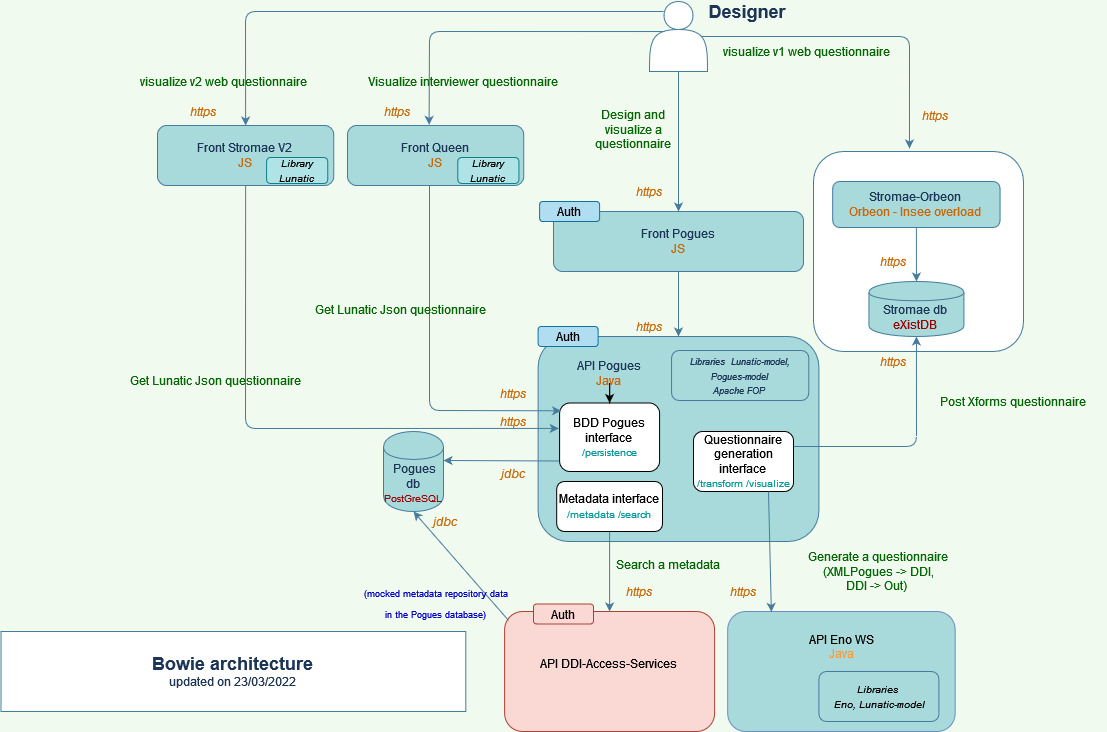 Designer
visualize v1 web questionnaire
visualize v2 web questionnaire
Visualize interviewer questionnaire
https
https
https
Design and
visualize a
questionnaire
Front Stromae V2
JS
Library
Lunatic
Front Queen
JS
Library
Lunatic
https
Auth
Front Pogues
JS
Stromae-Orbeon
Orbeon - Insee overload
https
Stromae db
eXistDB
Get Lunatic Json questionnaire
https
Auth
API Pogues
Java
Libraries Lunatic-model,
Pogues-model
Apache FOP
https
Get Lunatic Json questionnaire
https
https
Post Xforms questionnaire
BDD Pogues
interface
/persistence
Questionnaire
generation
interface
/transform /visualize
Pogues
db
PostGreSQL
jdbc
Metadata interface
/metadata /search
jdbc
Search a metadata
https
https
Generate a questionnaire
(XMLPogues -> DDI,
DDI -> Out)
(mocked metadata repository data
in the Pogues database)
Auth
API DDI-Access-Services
API Eno WS
Java
Libraries
Eno, Lunatic-model
Bowie architecture
updated on 23/03/2022